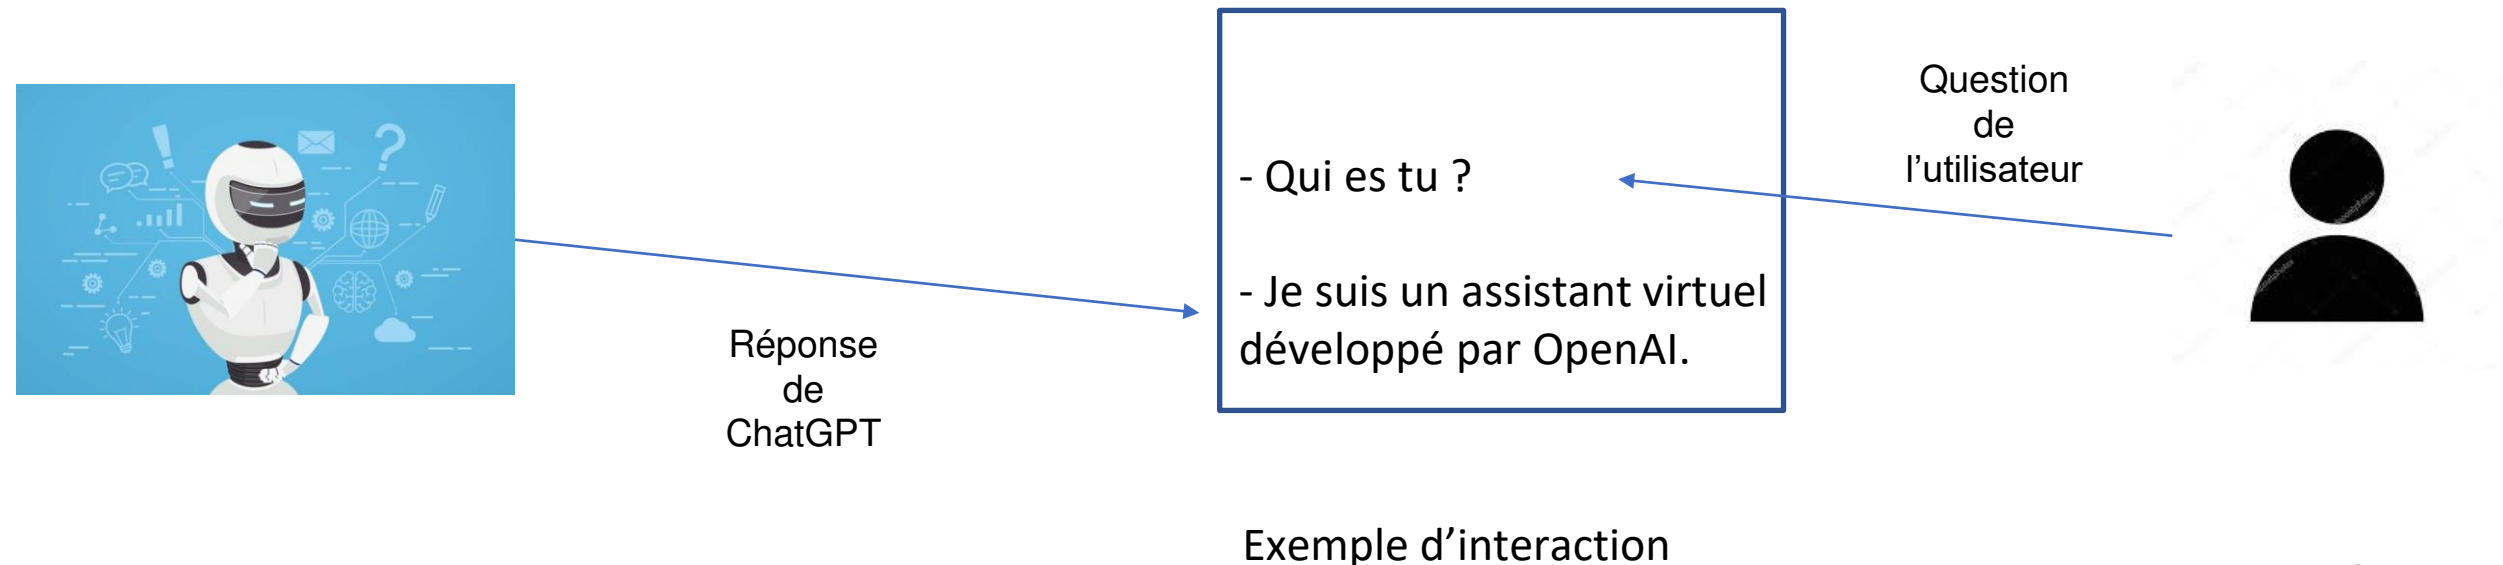 Question
de
l’utilisateur
- Qui es tu ?
- Je suis un assistant virtuel
développé par OpenAI.
Réponse
de
ChatGPT
Exemple d’interaction